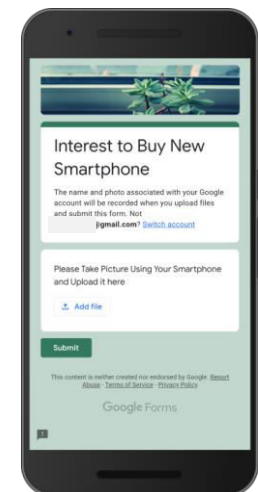 Interest to Buy New
Smartphone
The name and photo associated with your Google
account will be recorded when you upload files
and submit this form. Not
@gmail.com? Switch account
Please Take Picture Using Your Smartphone
and Upload it here
Add file
Submit
This content is neither created nor endorsed by Google. Report
Abuse - Terms of Service - Privacy Policy
Google Forms